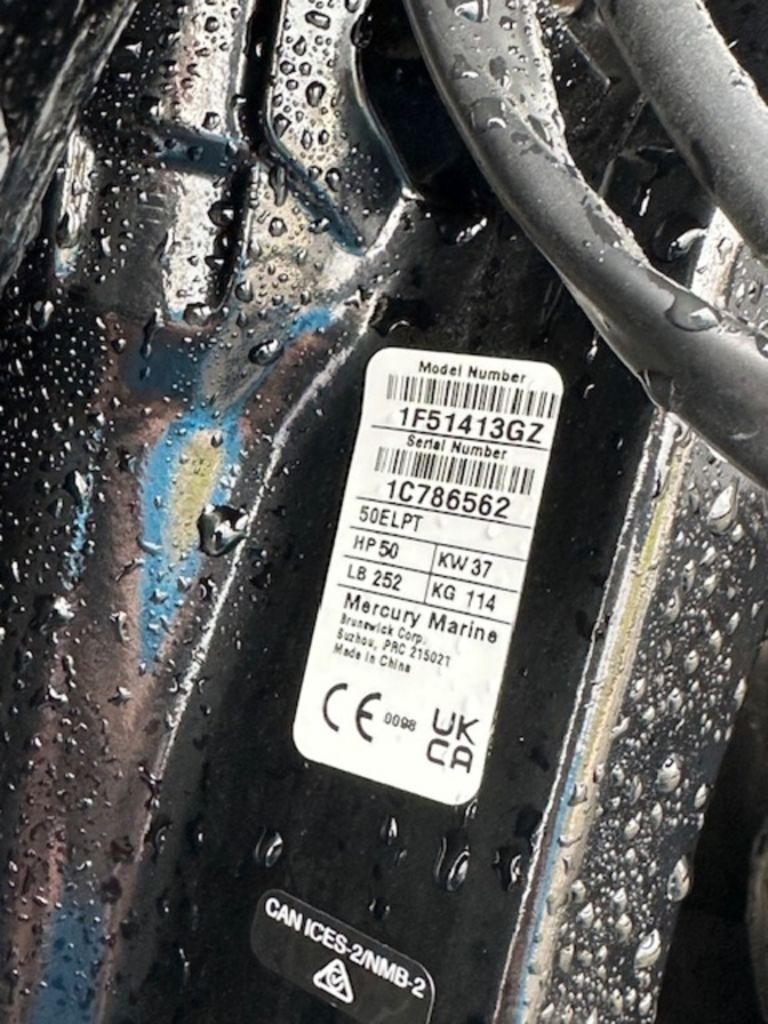 Model Number
1F51413GZ
Serial Number
1C786562
50ELPT
HP 50 KW 37
LB 252 KG 114
Mercury Marine
Brunswick Corp.
Suzhou, PRC 215021
Made in China
CE 0098 UK
CA
CAN ICES-2/NMB-2